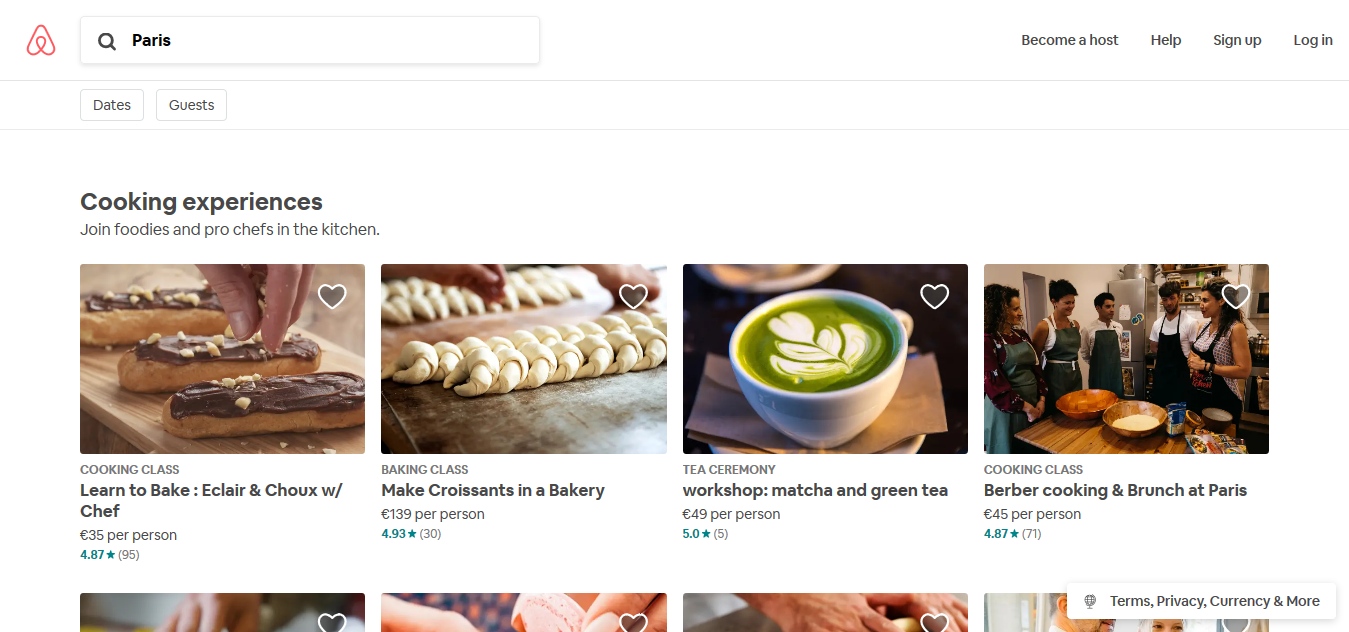 Paris
Become a host
Help
Sign up
Log in
Dates
Guests
Cooking experiences
Join foodies and pro chefs in the kitchen.
COOKING CLASS
Learn to Bake : Eclair & Choux w/
Chef
€35 per person
4.87★ (95)
BAKING CLASS
Make Croissants in a Bakery
€139 per person
4.93★ (30)
TEA CEREMONY
workshop: matcha and green tea
€49 per person
5.0★ (5)
COOKING CLASS
Berber cooking & Brunch at Paris
€45 per person
4.87★ (71)
Terms, Privacy, Currency & More